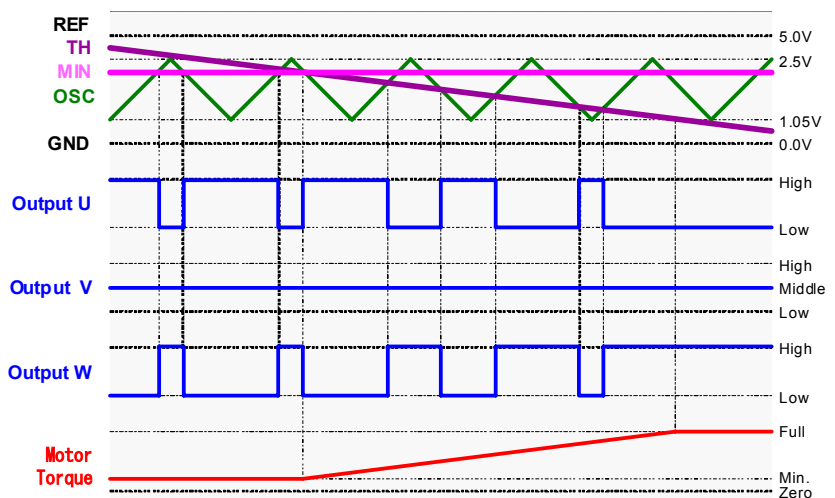 REF
TH
MIN
OSC
GND
5.0V
2.5V
1.05V
0.0V
Output U
High
Low
Output V
High
Middle
Low
Output W
High
Low
Motor
Torque
Full
Min.
Zero